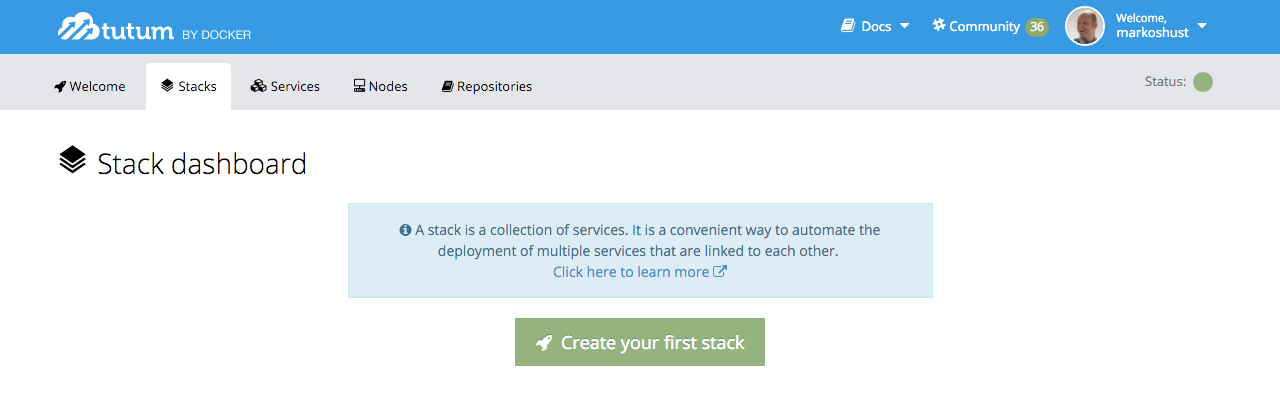 tutum BY DOCKER
Docs
Community 36
Welcome,
markoshust
Welcome
Stacks
Services
Nodes
Repositories
Status:
Stack dashboard
A stack is a collection of services. It is a convenient way to automate the
deployment of multiple services that are linked to each other.
Click here to learn more
Create your first stack